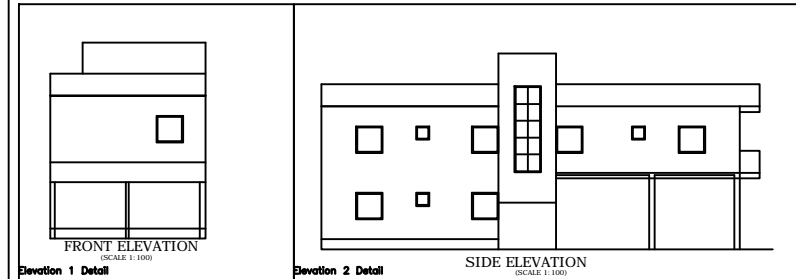 FRONT ELEVATION
(SCALE 1:100)
Elevation 1 Detail
SIDE ELEVATION
(SCALE 1:100)
Elevation 2 Detail